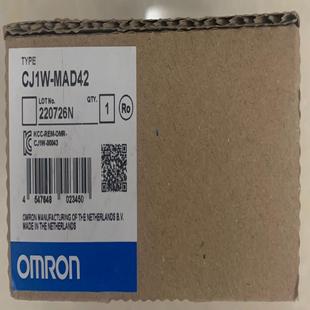 TYPE
CJ1W-MAD42
LOT No.
QTY.
220726N
1
Ro
KCC-REM-OMR-
CJ1W-00043
4 547648 023450
OMRON MANUFACTURING OF THE NETHERLANDS B.V.
MADE IN THE NETHERLANDS
OMRON